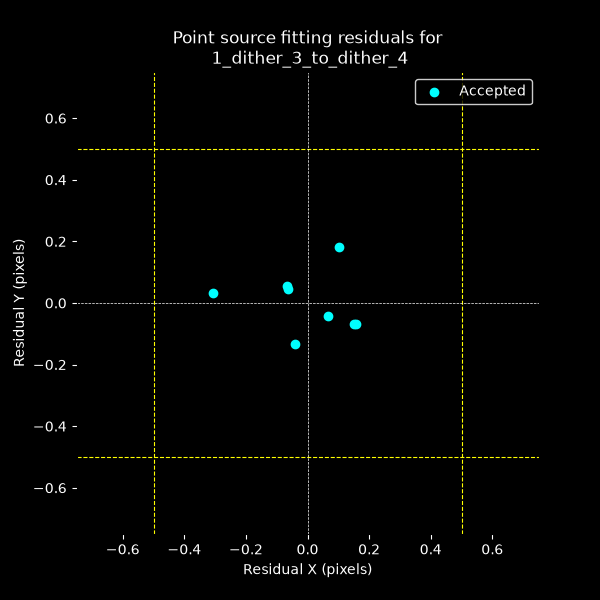 Point source fitting residuals for
1_dither_3_to_dither_4
Accepted
0.6
0.4
0.2
0.0
−0.2
−0.4
−0.6
Residual Y (pixels)
−0.6 −0.4 −0.2 0.0 0.2 0.4 0.6
Residual X (pixels)